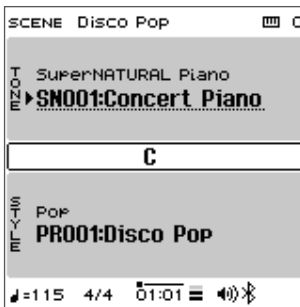 SCENE Disco Pop
TONE
SuperNATURAL Piano
SN001:Concert Piano
C
STYLE
Pop
PR001:Disco Pop
♩=115 4/4 01:01